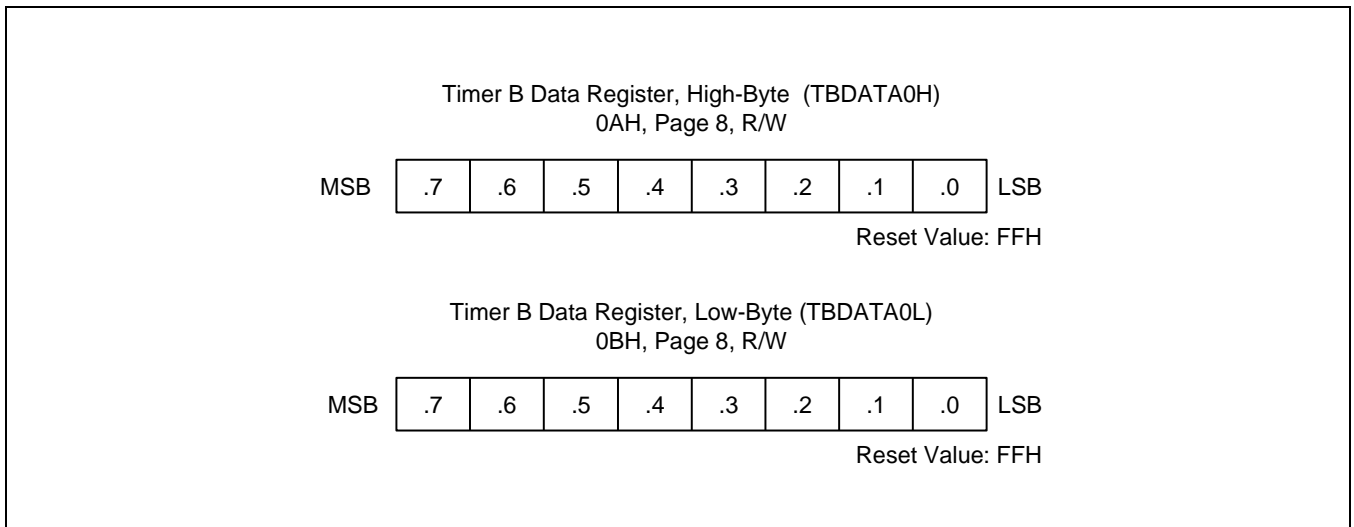 Timer B Data Register, High-Byte (TBDATA0H)
0AH, Page 8, R/W
MSB .7 .6 .5 .4 .3 .2 .1 .0 LSB
Reset Value: FFH
Timer B Data Register, Low-Byte (TBDATA0L)
0BH, Page 8, R/W
MSB .7 .6 .5 .4 .3 .2 .1 .0 LSB
Reset Value: FFH